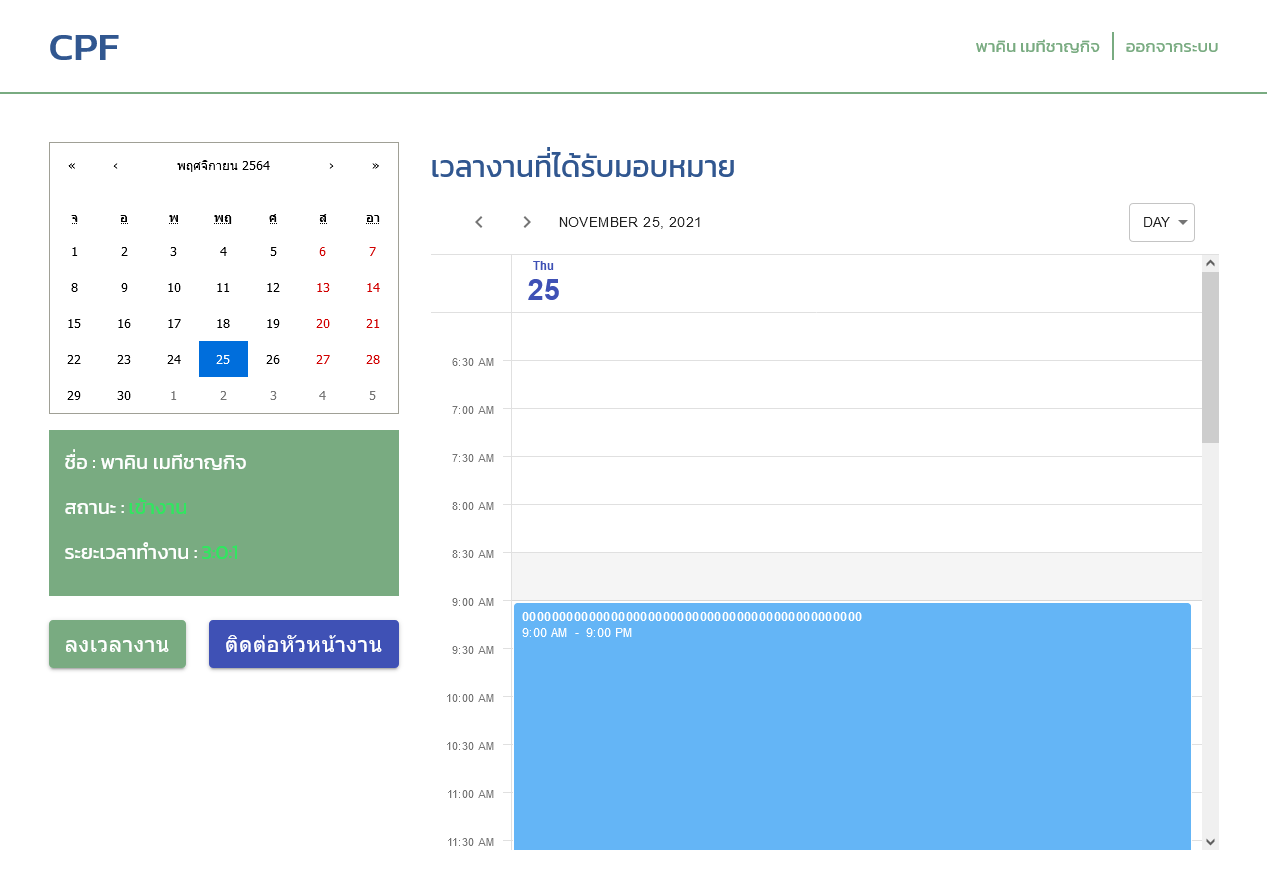 CPF
พาคิน เมทีชาญกิจ
ออกจากระบบ
« ‹ พฤศจิกายน 2564 › »
จ อ พ พฤ ศ ส อา
1 2 3 4 5 6 7
8 9 10 11 12 13 14
15 16 17 18 19 20 21
22 23 24 25 26 27 28
29 30 1 2 3 4 5
ชื่อ : พาคิน เมทีชาญกิจ
สถานะ : เข้างาน
ระยะเวลาทำงาน : 3:0:1
ลงเวลางาน
ติดต่อหัวหน้างาน
เวลางานที่ได้รับมอบหมาย
NOVEMBER 25, 2021
DAY
Thu
25
6:30 AM
7:00 AM
7:30 AM
8:00 AM
8:30 AM
9:00 AM
9:00 AM - 9:00 PM
9:30 AM
10:00 AM
10:30 AM
11:00 AM
11:30 AM